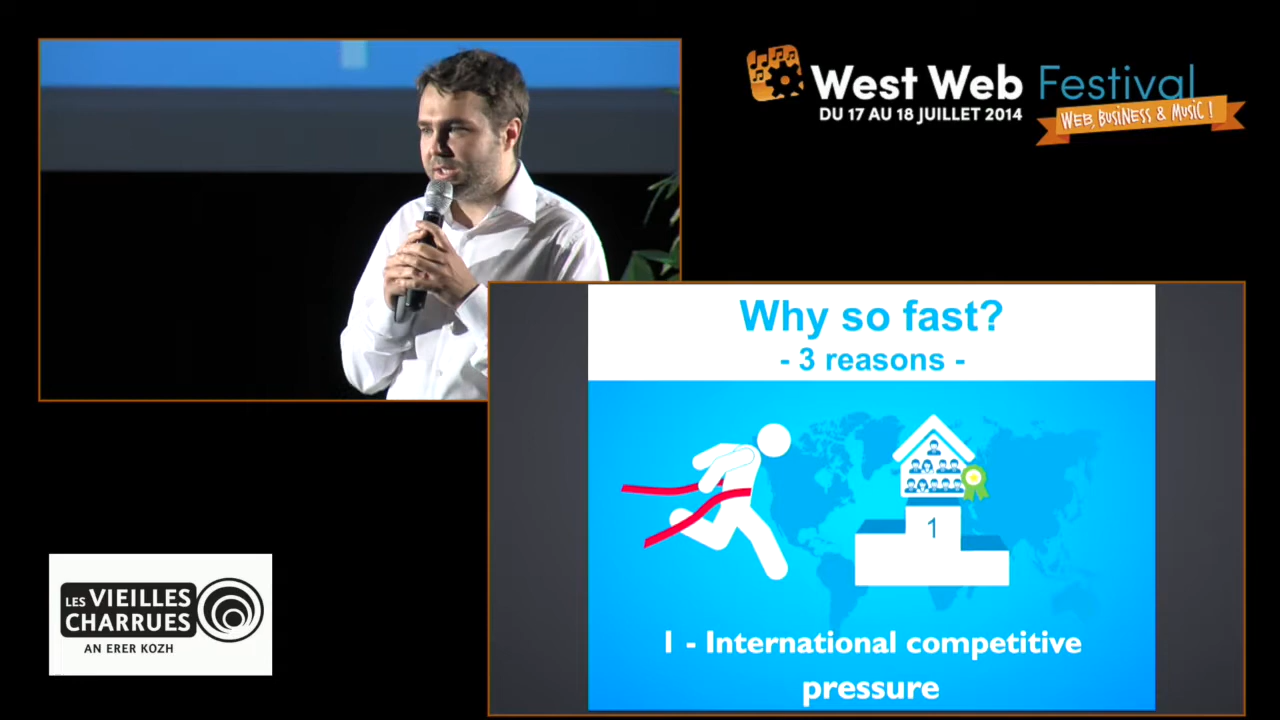 West Web Festival
DU 17 AU 18 JUILLET 2014
WEB, BUSINESS & MUSIC !
Why so fast?
- 3 reasons -
1
1 - International competitive
pressure
LES VIEILLES
CHARRUES
AN ERER KOZH